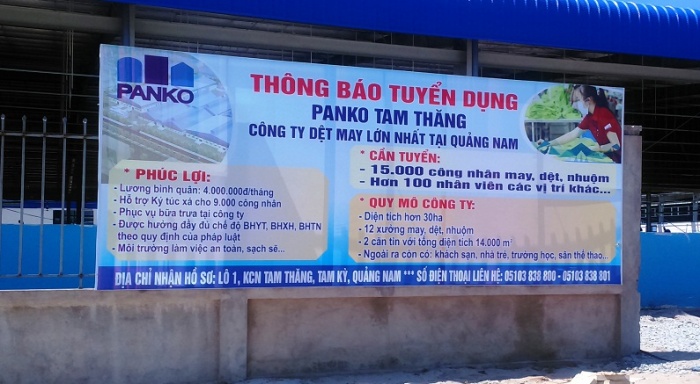 PANKO
THÔNG BÁO TUYỂN DỤNG
PANKO TAM THĂNG
CÔNG TY DỆT MAY LỚN NHẤT TẠI QUẢNG NAM
* PHÚC LỢI:
- Lương bình quân: 4.000.000đ/tháng
- Hỗ trợ Ký túc xá cho 9.000 công nhân
- Phục vụ bữa trưa tại công ty
- Được hưởng đầy đủ chế độ BHYT, BHXH, BHTN
theo quy định của pháp luật
- Môi trường làm việc an toàn, sạch sẽ...
* CẦN TUYỂN:
- 15.000 công nhân may, dệt, nhuộm
- Hơn 100 nhân viên các vị trí khác...
* QUY MÔ CÔNG TY:
- Diện tích hơn 30ha
- 12 xưởng may, dệt, nhuộm
- 2 căn tin với tổng diện tích 14.000 m²
- Ngoài ra còn có: khách sạn, nhà trẻ, trường học, sân thể thao...
ĐỊA CHỈ NHẬN HỒ SƠ: LÔ 1, KCN TAM THĂNG, TAM KỲ, QUẢNG NAM *** SỐ ĐIỆN THOẠI LIÊN HỆ: 05103 838 800 - 05103 838 801